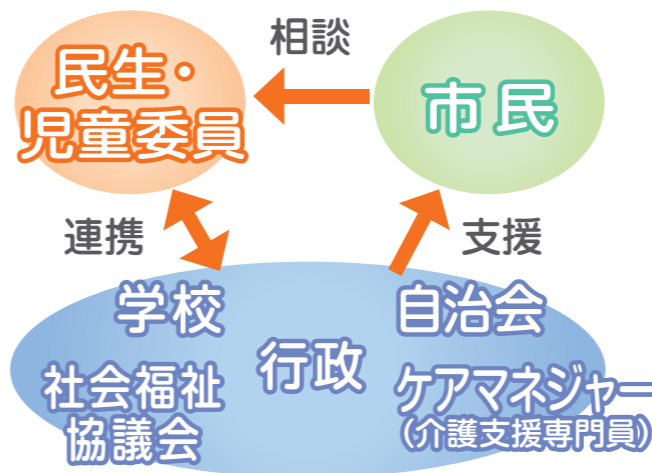 相談
民生・
児童委員
市民
連携
支援
学校
自治会
行政
社会福祉
協議会
ケアマネジャー
(介護支援専門員)